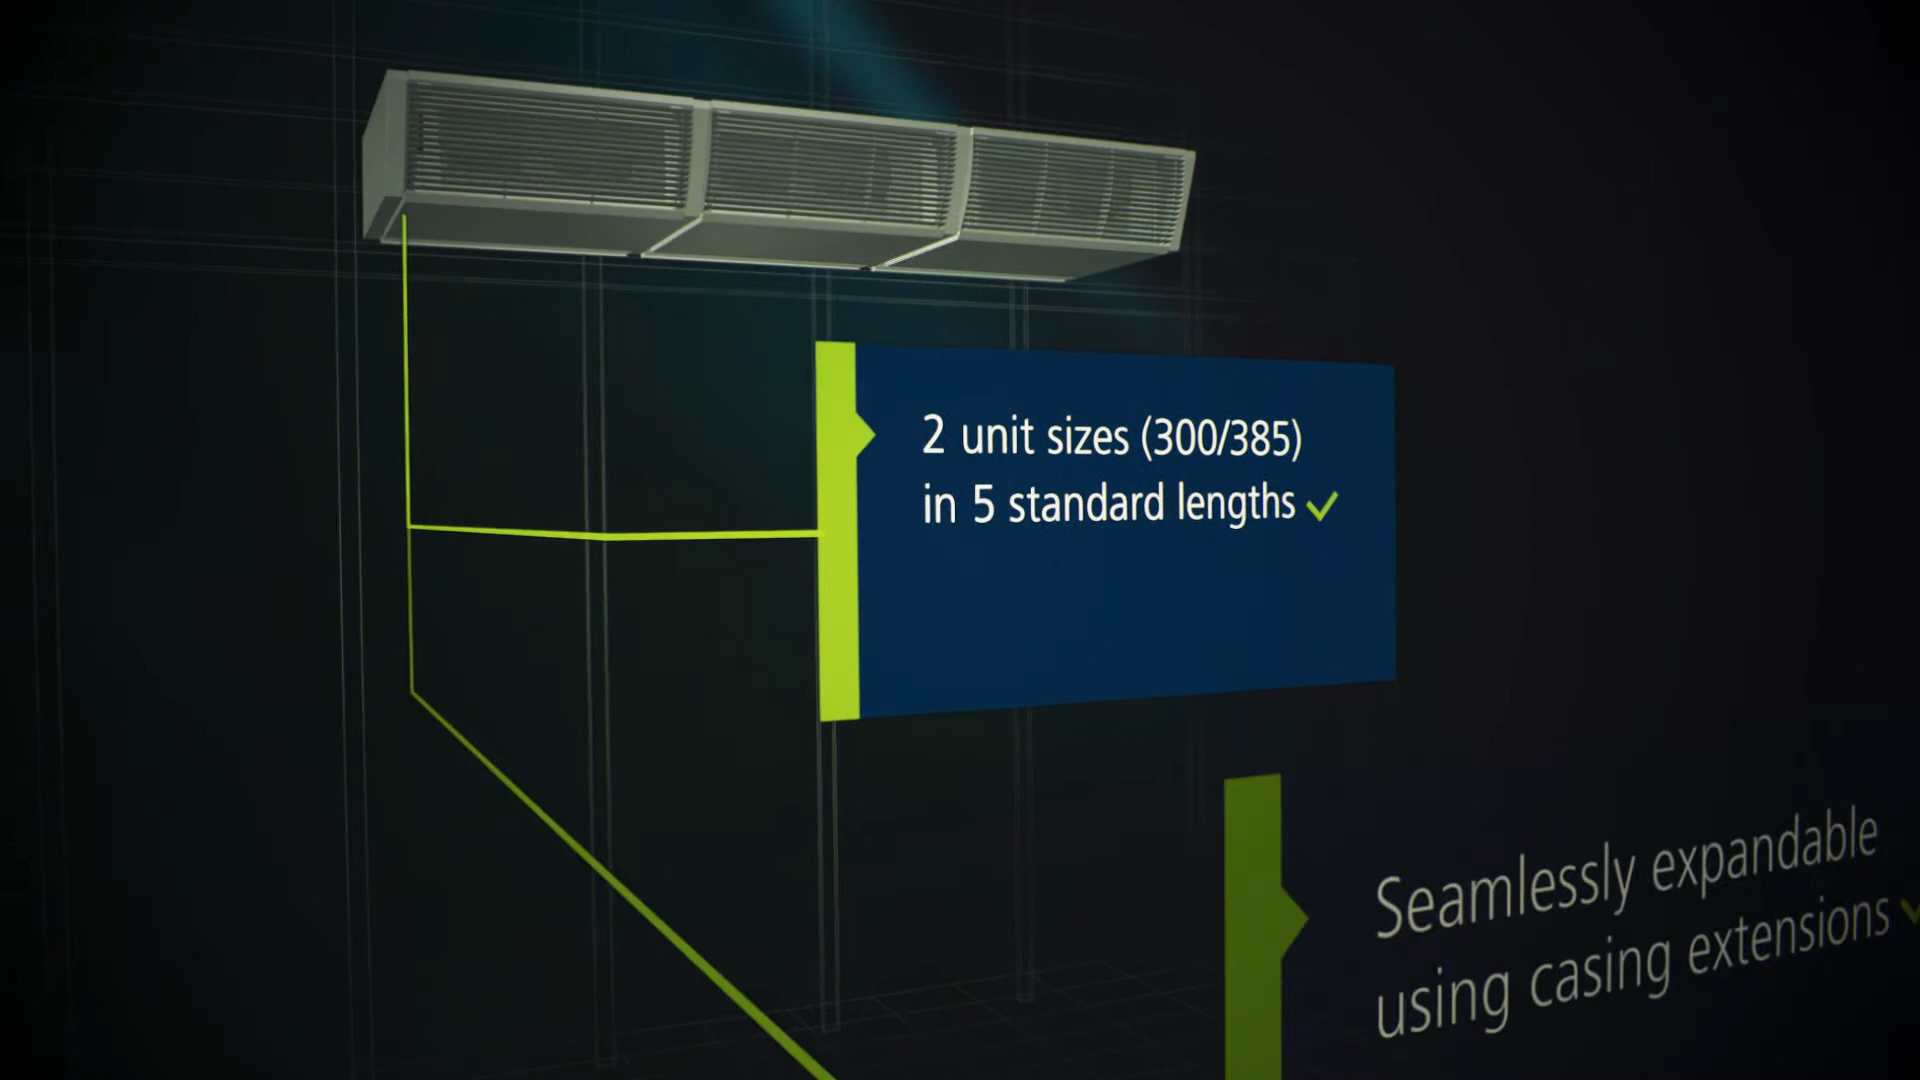 2 unit sizes (300/385)
in 5 standard lengths ✓
Seamlessly expandable
using casing extensions ✓